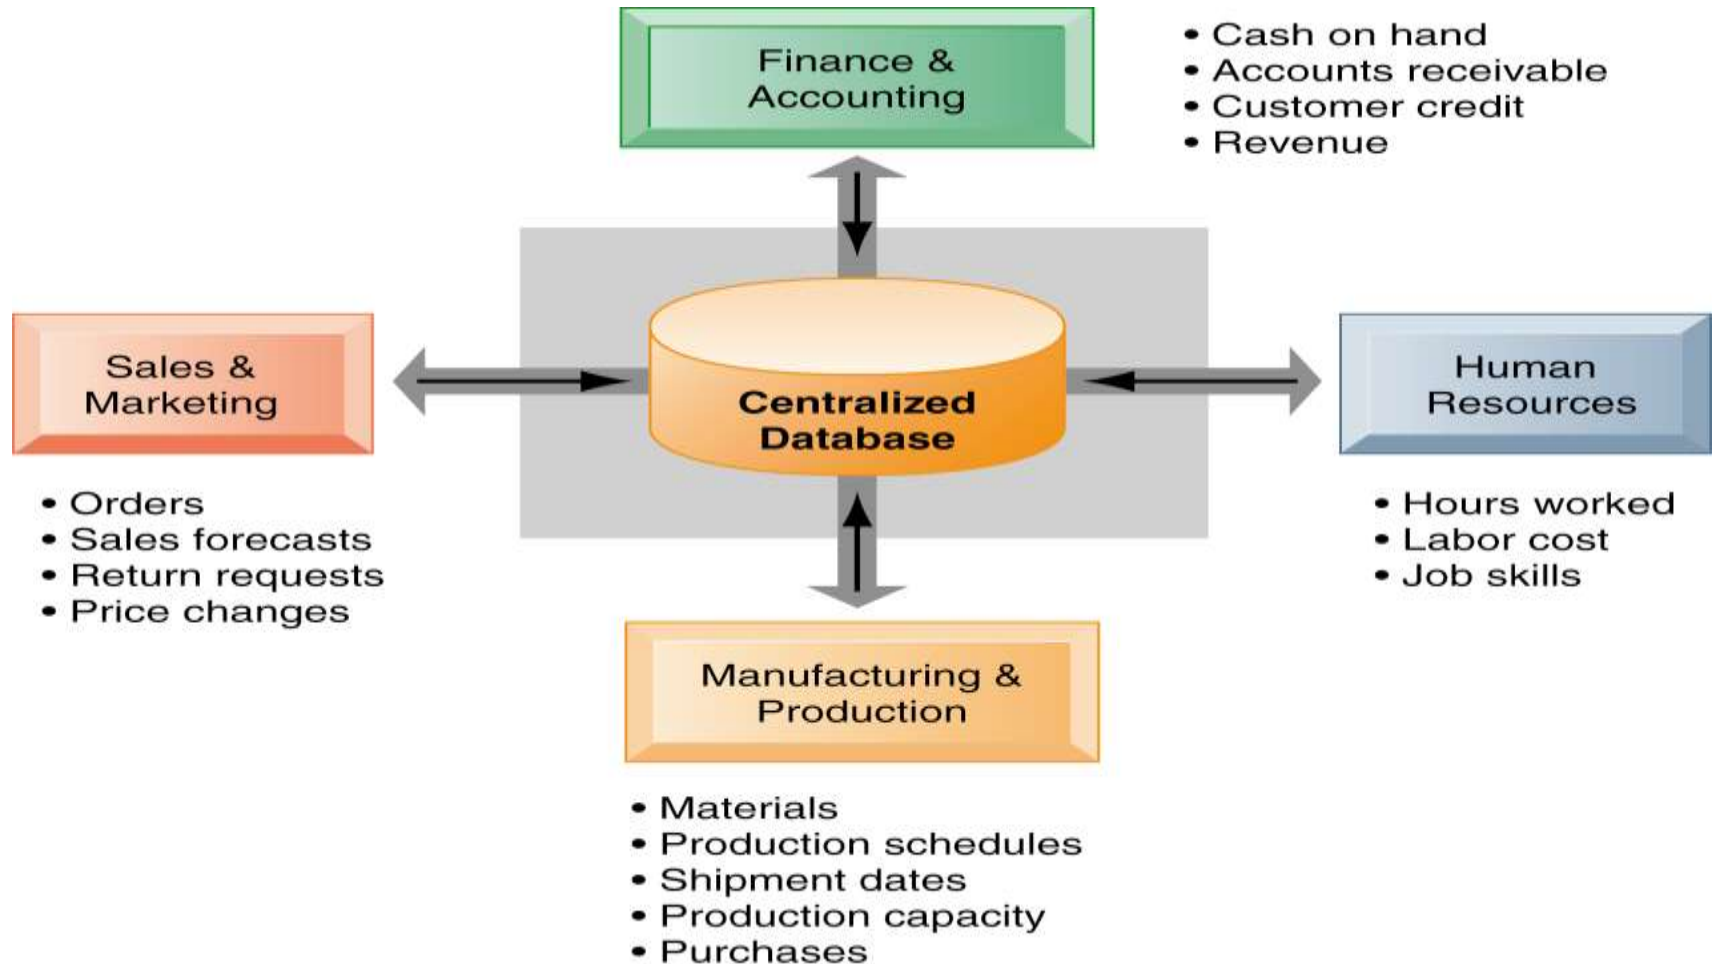 Finance &
Accounting
• Cash on hand
• Accounts receivable
• Customer credit
• Revenue
Sales &
Marketing
• Orders
• Sales forecasts
• Return requests
• Price changes
Centralized
Database
Human
Resources
• Hours worked
• Labor cost
• Job skills
Manufacturing &
Production
• Materials
• Production schedules
• Shipment dates
• Production capacity
• Purchases